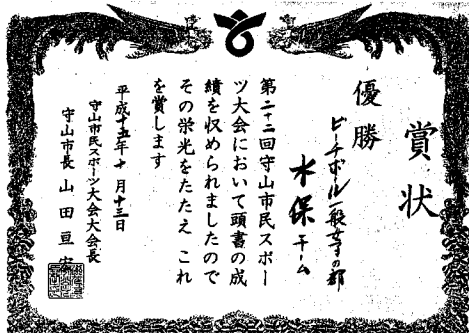 賞状
優勝
ビーチボール一般女子の部
水保チーム
第二十二回守山市民スポー
ツ大会において頭書の成
績を収められましたので
その栄光をたたえ これ
を賞します
平成十五年十月十三日
守山市民スポーツ大会大会長
守山市長 山田亘宏